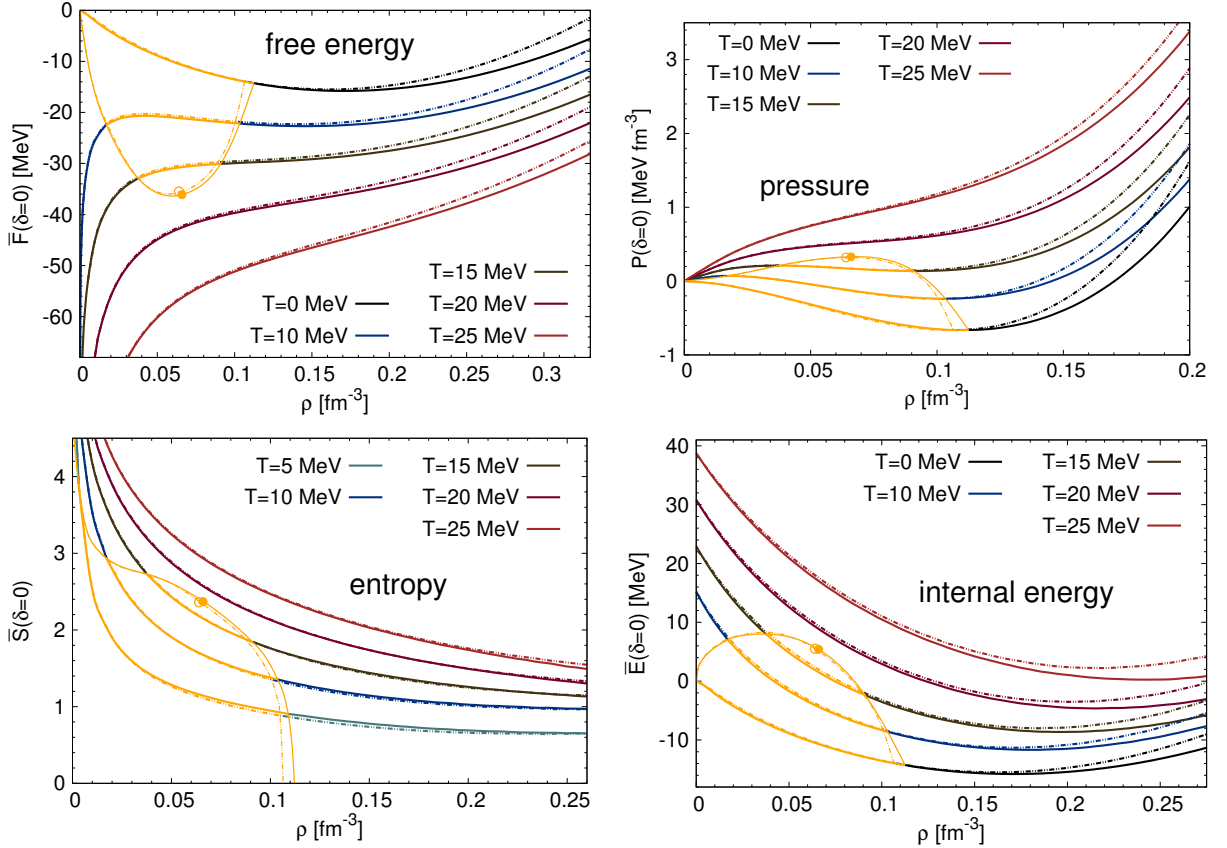 free energy
T=15 MeV
T=0 MeV
T=20 MeV
T=10 MeV
T=25 MeV
0
-10
-20
-30
-40
-50
-60
F̅(δ=0) [MeV]
0
0.05
0.1
0.15
0.2
0.25
0.3
ρ [fm⁻³]
T=0 MeV
T=20 MeV
T=10 MeV
T=25 MeV
T=15 MeV
pressure
3
2
1
0
-1
P(δ=0) [MeV fm⁻³]
0
0.05
0.1
0.15
0.2
ρ [fm⁻³]
T=5 MeV
T=15 MeV
T=10 MeV
T=20 MeV
T=25 MeV
entropy
4
3
2
1
0
S̅(δ=0)
0
0.05
0.1
0.15
0.2
0.25
ρ [fm⁻³]
T=0 MeV
T=15 MeV
T=10 MeV
T=20 MeV
T=25 MeV
internal energy
40
30
20
10
0
-10
E̅(δ=0) [MeV]
0
0.05
0.1
0.15
0.2
0.25
ρ [fm⁻³]